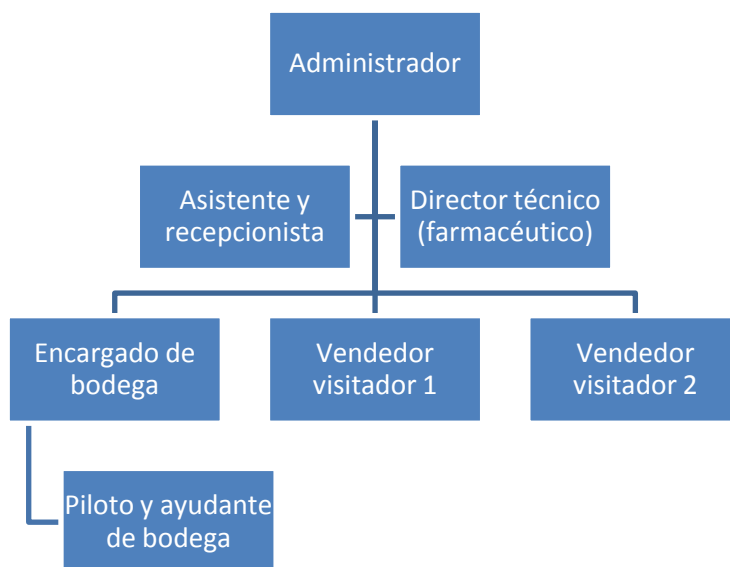 Administrador
Asistente y
recepcionista
Director técnico
(farmacéutico)
Encargado de
bodega
Vendedor
visitador 1
Vendedor
visitador 2
Piloto y ayudante
de bodega